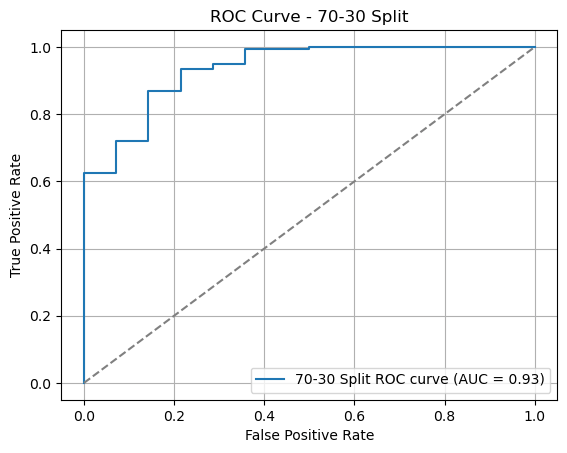 ROC Curve - 70-30 Split
True Positive Rate
1.0
0.8
0.6
0.4
0.2
0.0
70-30 Split ROC curve (AUC = 0.93)
0.0 0.2 0.4 0.6 0.8 1.0
False Positive Rate